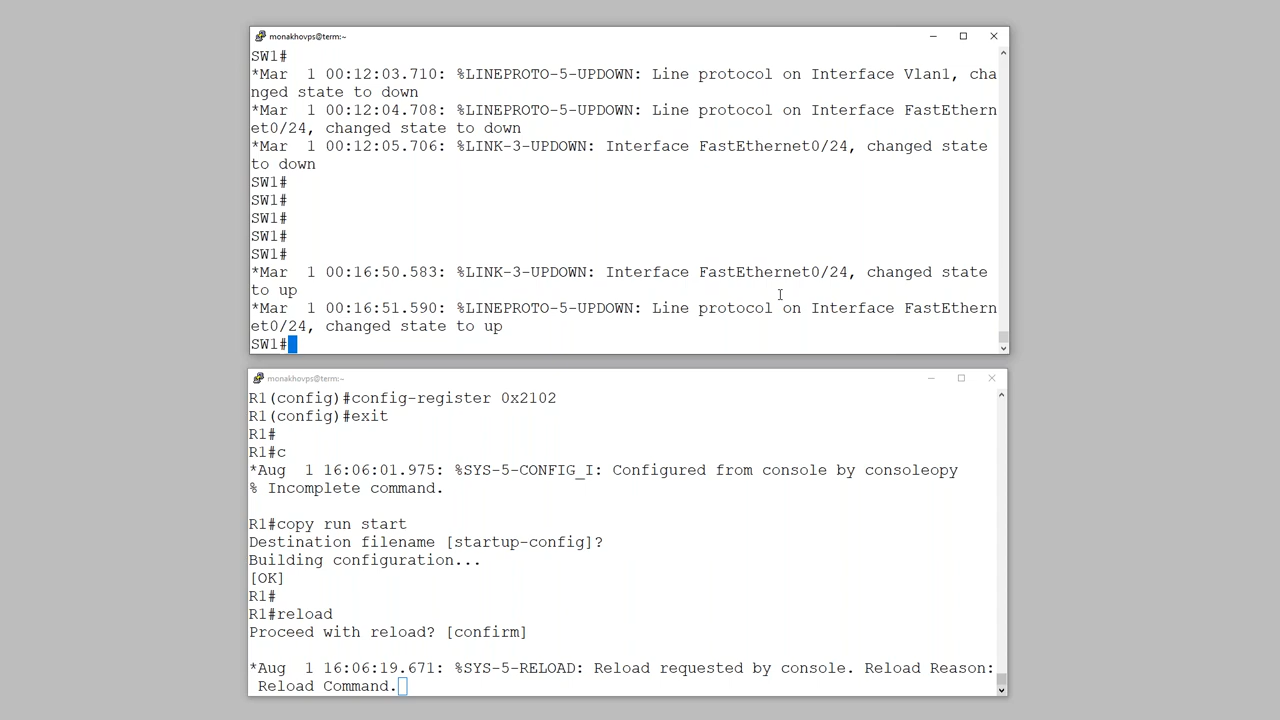 monakhovps@term:~
SW1#
*Mar  1 00:12:03.710: %LINEPROTO-5-UPDOWN: Line protocol on Interface Vlan1, cha
nged state to down
*Mar  1 00:12:04.708: %LINEPROTO-5-UPDOWN: Line protocol on Interface FastEthern
et0/24, changed state to down
*Mar  1 00:12:05.706: %LINK-3-UPDOWN: Interface FastEthernet0/24, changed state
to down
SW1#
SW1#
SW1#
SW1#
SW1#
*Mar  1 00:16:50.583: %LINK-3-UPDOWN: Interface FastEthernet0/24, changed state
to up
*Mar  1 00:16:51.590: %LINEPROTO-5-UPDOWN: Line protocol on Interface FastEthern
et0/24, changed state to up
SW1#
monakhovps@term:~
R1(config)#config-register 0x2102
R1(config)#exit
R1#
R1#c
*Aug  1 16:06:01.975: %SYS-5-CONFIG_I: Configured from console by consoleopy
% Incomplete command.
R1#copy run start
Destination filename [startup-config]?
Building configuration...
[OK]
R1#
R1#reload
Proceed with reload? [confirm]
*Aug  1 16:06:19.671: %SYS-5-RELOAD: Reload requested by console. Reload Reason:
 Reload Command.